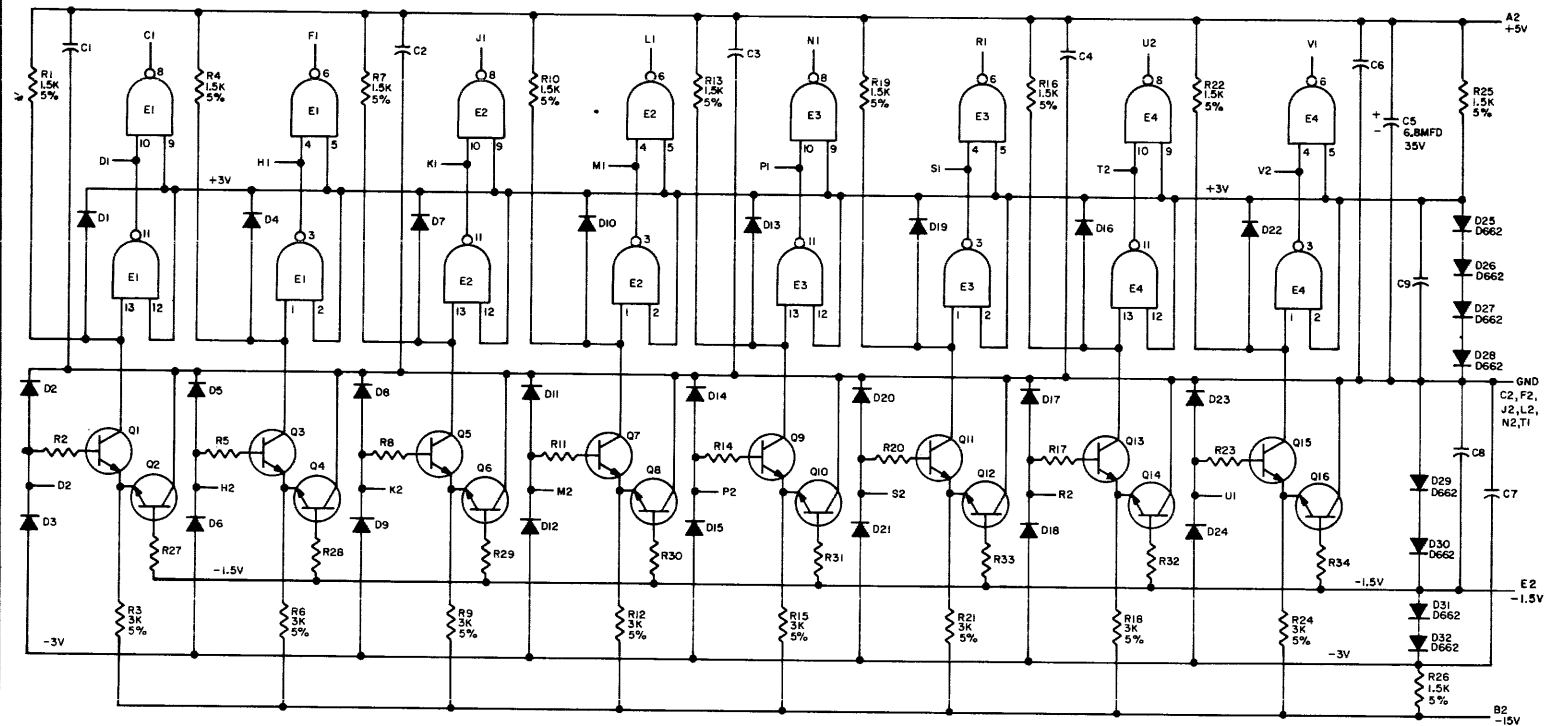 A2
+5V
C1
C1
F1
C2
J1
L1
C3
N1
R1
C4
U2
V1
C6
R1
1.5K
5%
8
E1
10 9
R4
1.5K
5%
6
E1
4 5
R7
1.5K
5%
8
E2
10 9
R10
1.5K
5%
6
E2
4 5
R13
1.5K
5%
8
E3
10 9
R19
1.5K
5%
6
E3
4 5
R16
1.5K
5%
8
E4
10 9
R22
1.5K
5%
6
E4
4 5
+
-
C5
6.8MFD
35V
R25
1.5K
5%
D1
H1
K1
M1
P1
S1
T2
V2
+3V
+3V
D1
11
E1
13 12
D4
3
E1
1 2
D7
11
E2
13 12
D10
3
E2
1 2
D13
11
E3
13 12
D19
3
E3
1 2
D16
11
E4
13 12
D22
3
E4
1 2
C9
D25
D662
D26
D662
D27
D662
D28
D662
GND
C2, F2,
J2, L2,
N2, T1
D2
R2
Q1
Q2
D2
D3
R27
D5
R5
Q3
Q4
H2
D6
R28
D8
R8
Q5
Q6
K2
D9
R29
D11
R11
Q7
Q8
M2
D12
R30
D14
R14
Q9
Q10
P2
D15
R31
D20
R20
Q11
Q12
S2
D21
R33
D17
R17
Q13
Q14
R2
D18
R32
D23
R23
Q15
Q16
U1
D24
R34
C8
C7
D29
D662
D30
D662
-1.5V
-1.5V
E2
-1.5V
R3
3K
5%
R6
3K
5%
R9
3K
5%
R12
3K
5%
R15
3K
5%
R21
3K
5%
R18
3K
5%
R24
3K
5%
D31
D662
D32
D662
-3V
-3V
R26
1.5K
5%
B2
-15V